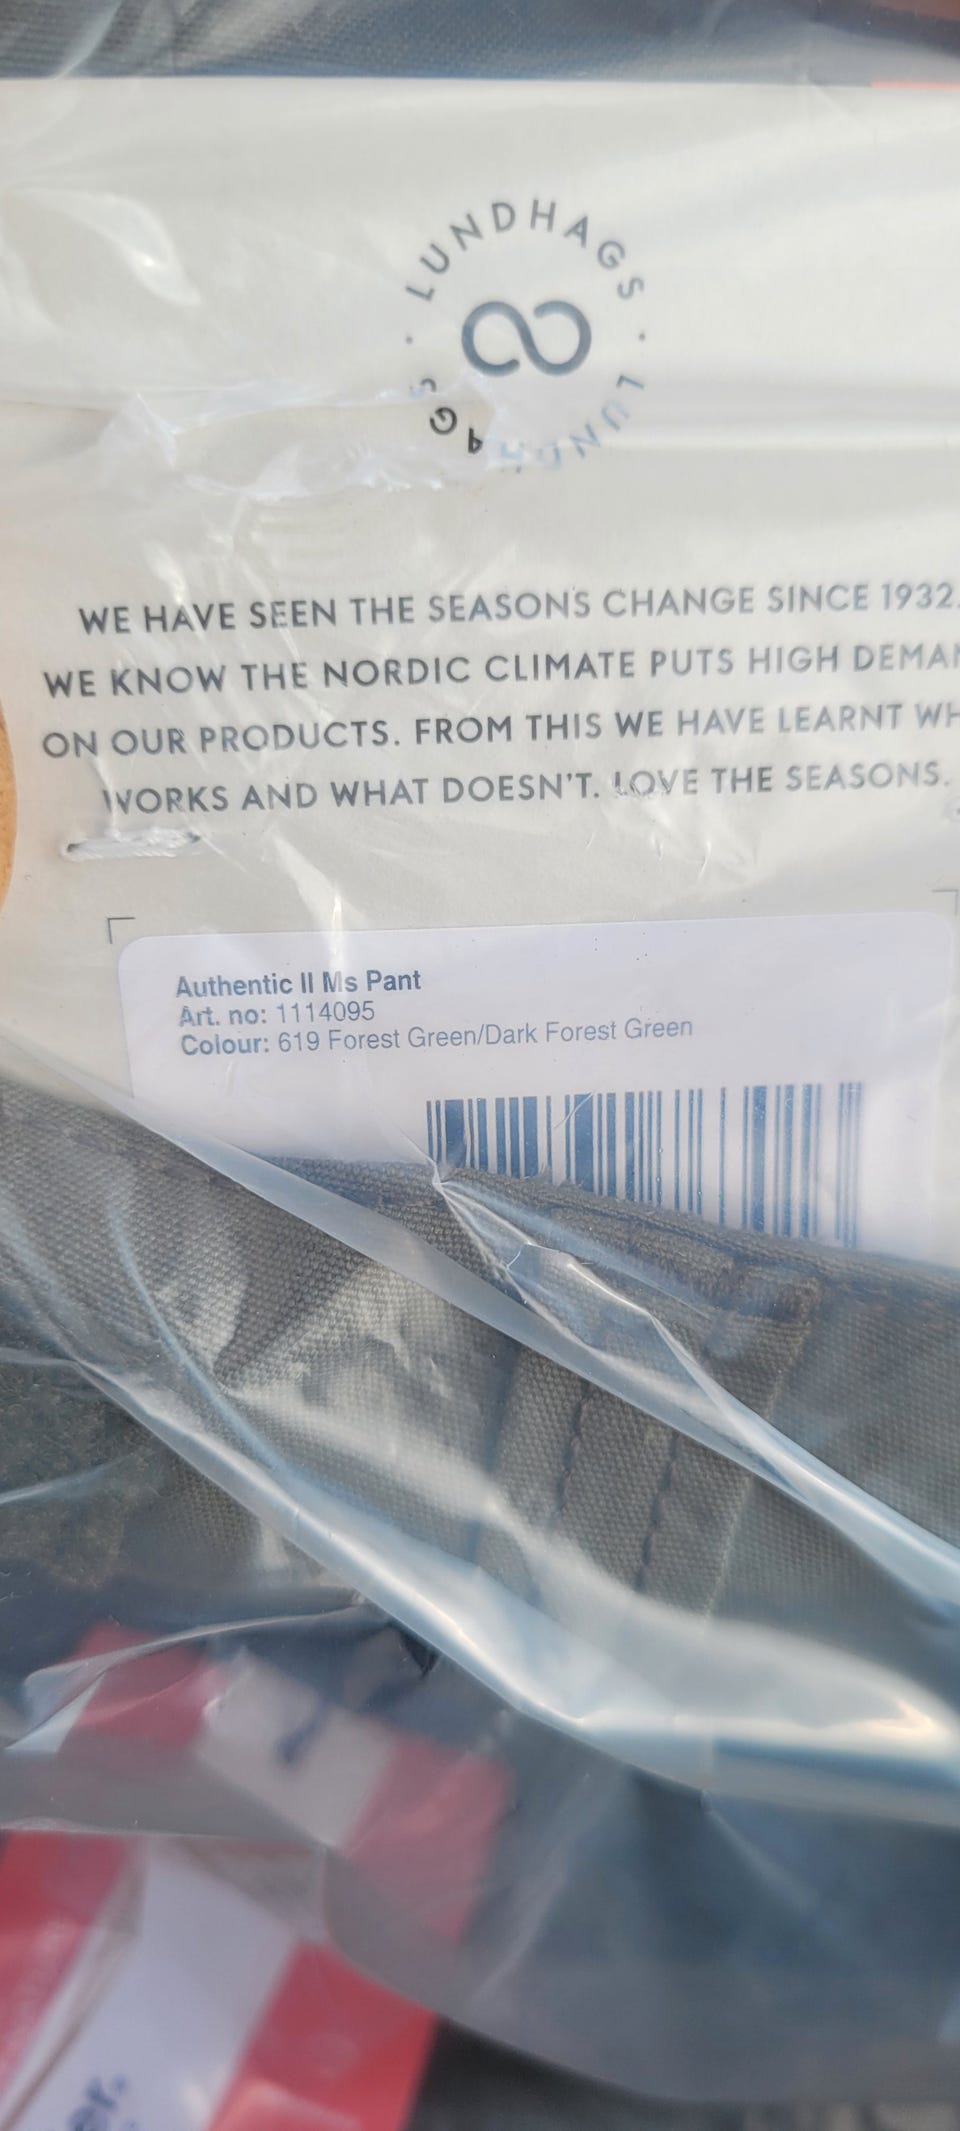 LUNDHAGS · LUNDHAGS ·
WE HAVE SEEN THE SEASONS CHANGE SINCE 1932.
WE KNOW THE NORDIC CLIMATE PUTS HIGH
ON OUR PRODUCTS. FROM THIS WE HAVE LEARNT
WORKS AND WHAT DOESN'T. LOVE THE SEASONS.
Authentic II Ms Pant
Art. no: 1114095
Colour: 619 Forest Green/Dark Forest Green